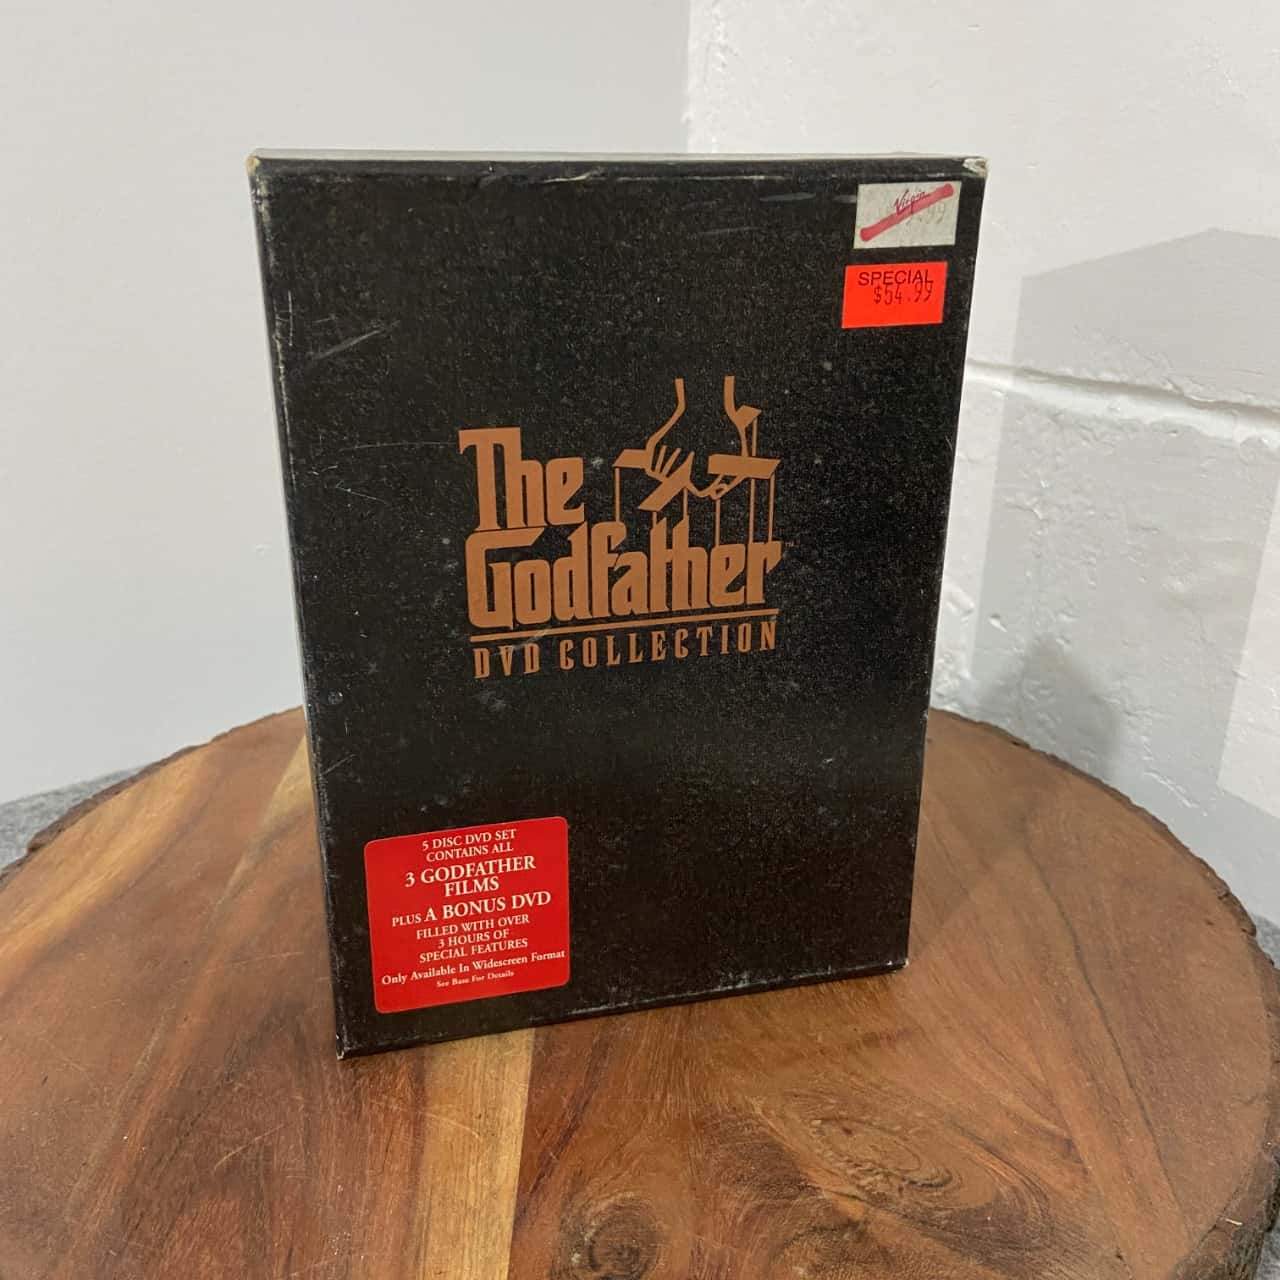 Virgin
SPECIAL
$54.99
The
Godfather™
DVD COLLECTION
5 DISC DVD SET
CONTAINS ALL
3 GODFATHER
FILMS
PLUS A BONUS DVD
FILLED WITH OVER
3 HOURS OF
SPECIAL FEATURES
Only Available In Widescreen Format
See Base For Details